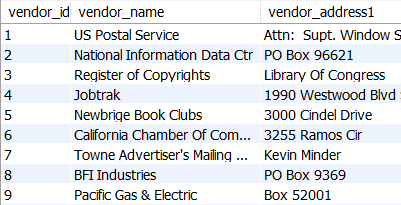 vendor_id vendor_name vendor_address1
1 US Postal Service Attn: Supt. Window S
2 National Information Data Ctr PO Box 96621
3 Register of Copyrights Library Of Congress
4 Jobtrak 1990 Westwood Blvd
5 Newbrige Book Clubs 3000 Cindel Drive
6 California Chamber Of Com... 3255 Ramos Cir
7 Towne Advertiser's Mailing ... Kevin Minder
8 BFI Industries PO Box 9369
9 Pacific Gas & Electric Box 52001